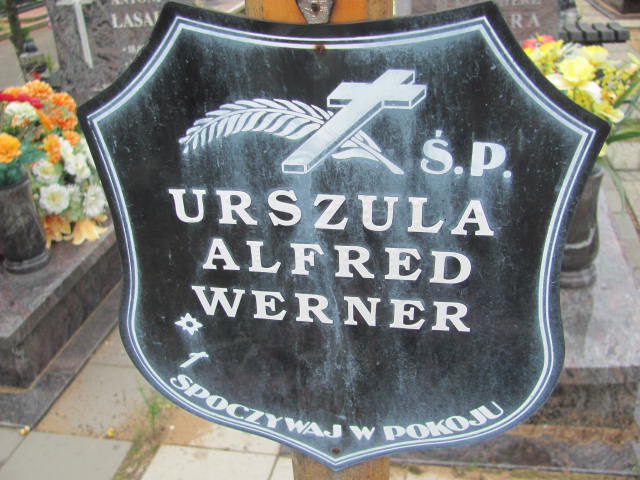 Ś.P.
URSZULA
ALFRED
WERNER
SPOCZYWAJ W POKOJU